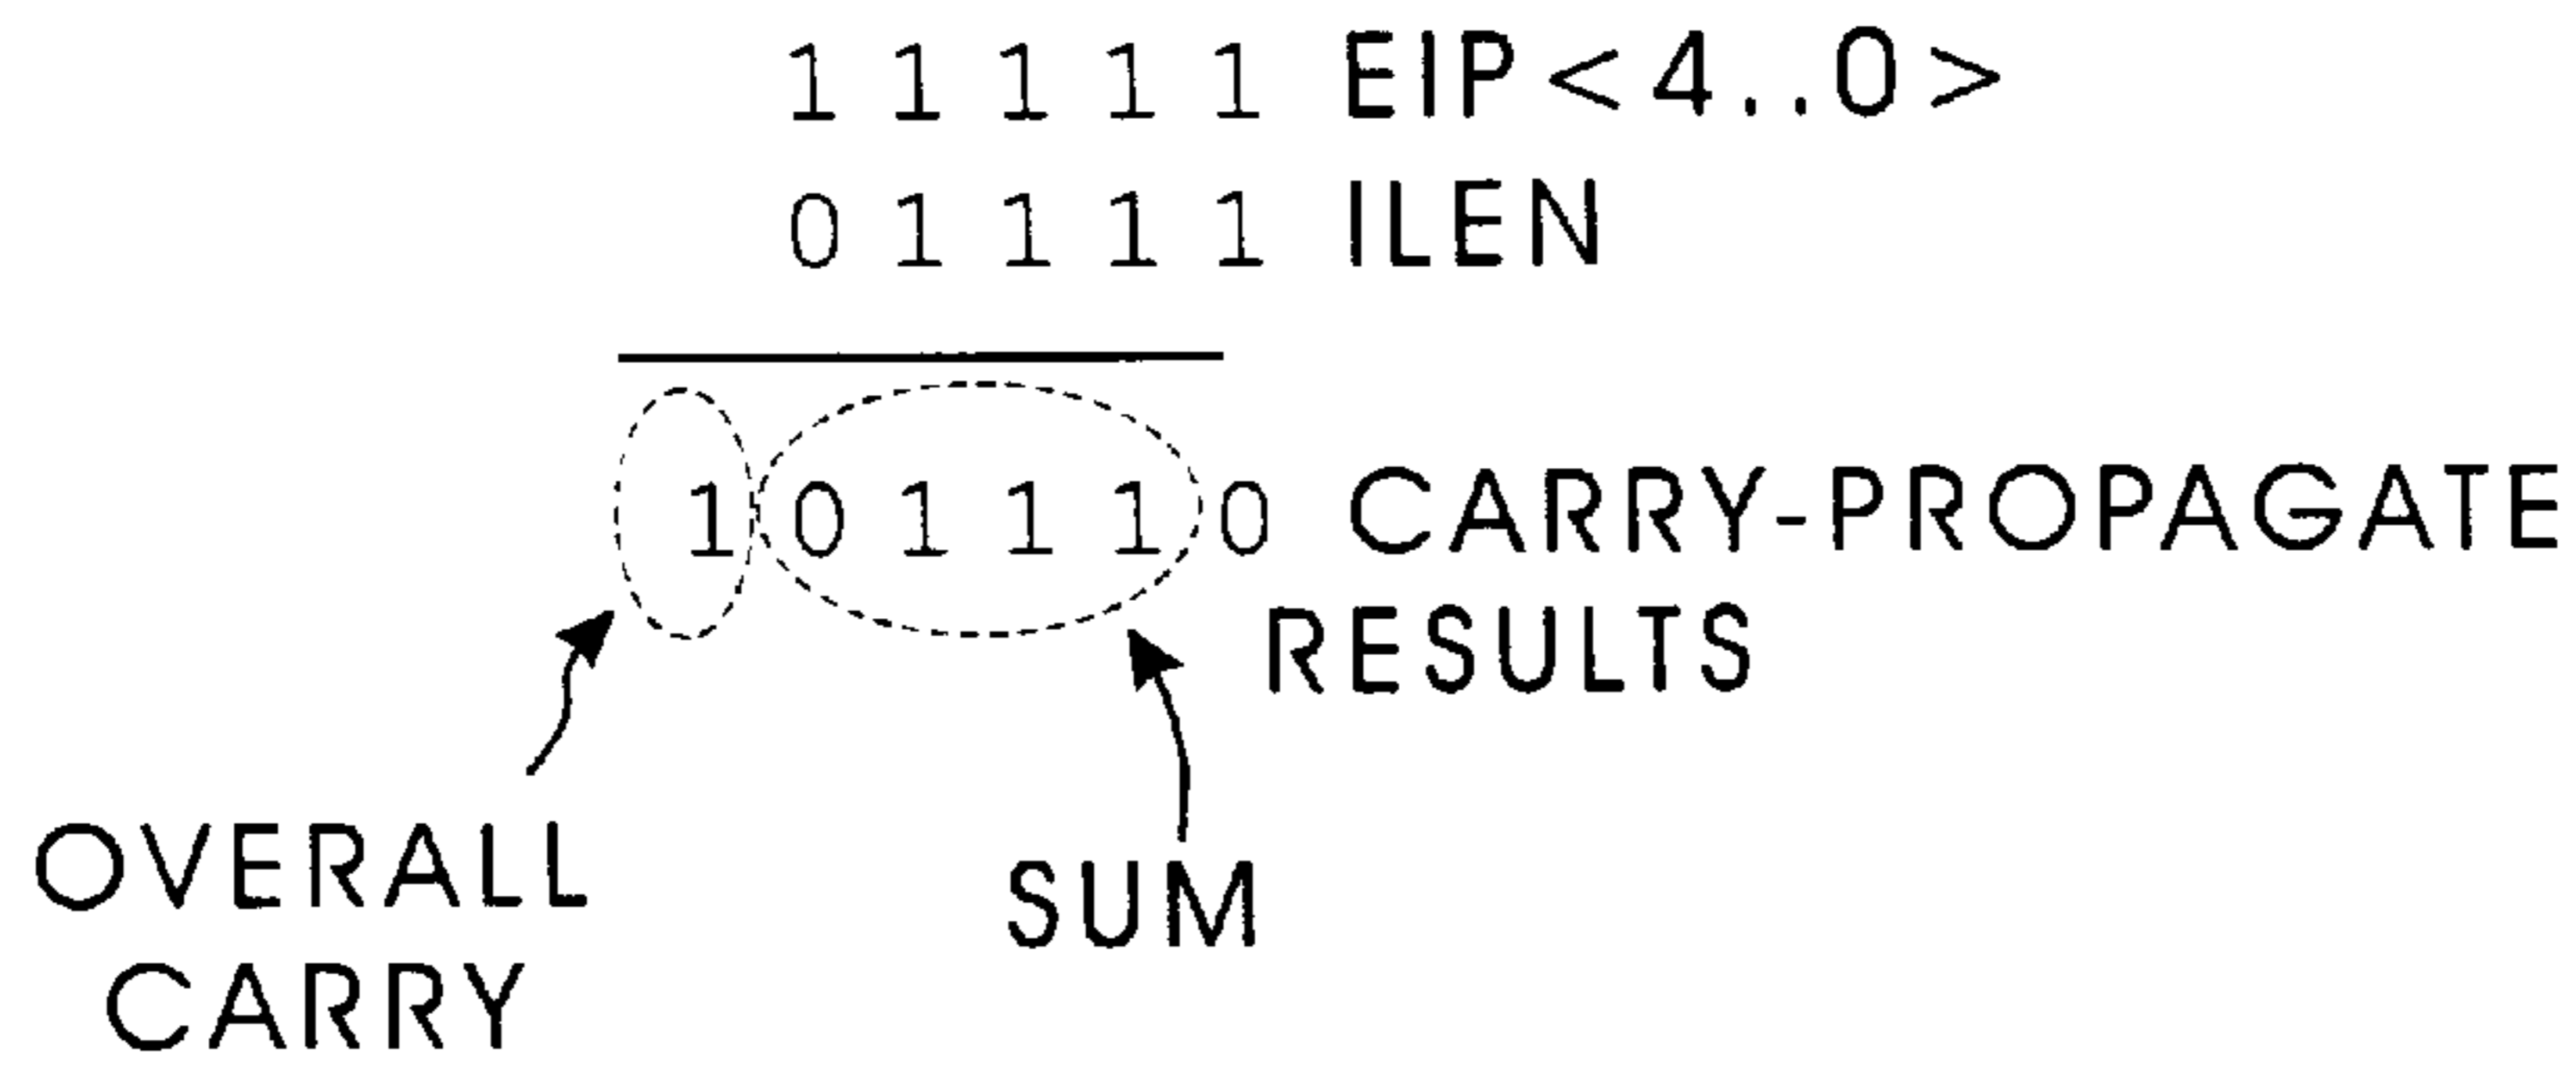 1 1 1 1 1 EIP<4..0>
0 1 1 1 1 ILEN
1 0 1 1 1 0 CARRY-PROPAGATE
RESULTS
OVERALL
CARRY
SUM